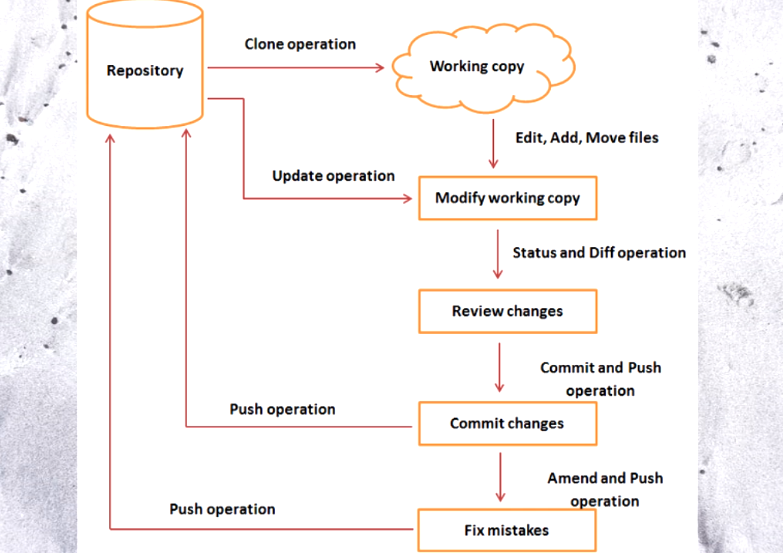 Clone operation
Repository
Working copy
Edit, Add, Move files
Update operation
Modify working copy
Status and Diff operation
Review changes
Commit and Push
operation
Push operation
Commit changes
Amend and Push
operation
Push operation
Fix mistakes